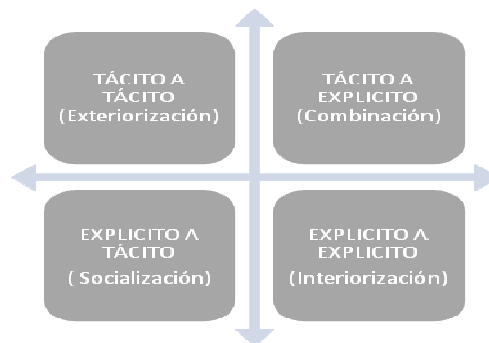 TÁCITO A
TÁCITO
(Exteriorización)
TÁCITO A
EXPLICITO
(Combinación)
EXPLICITO A
TÁCITO
( Socialización)
EXPLICITO A
EXPLICITO
(Interiorización)